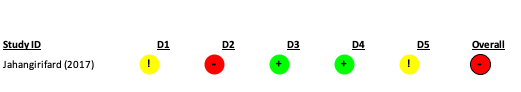 Study ID D1 D2 D3 D4 D5 Overall
Jahangirifard (2017) ! - + + ! -